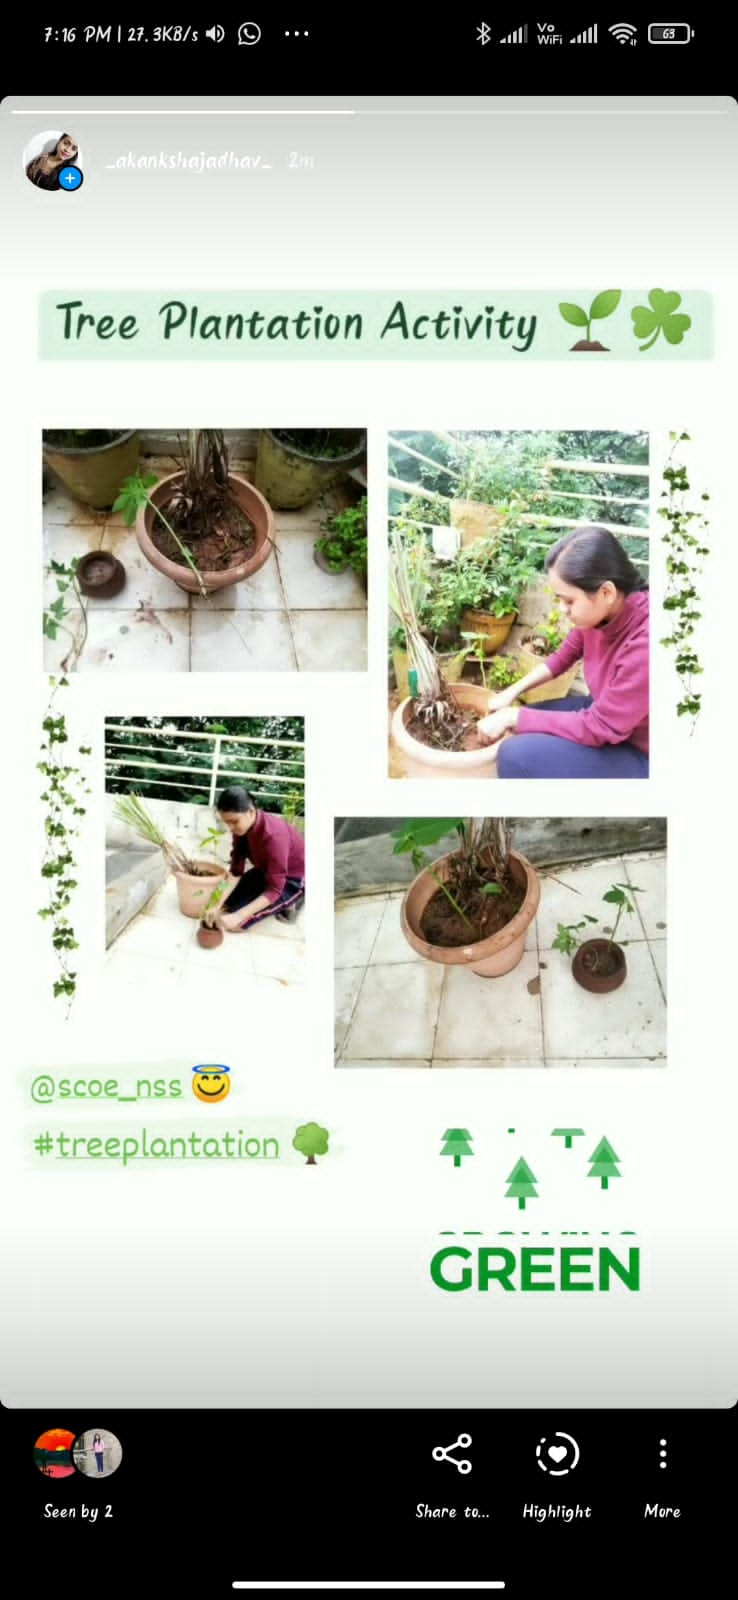 7:16 PM | 27.3KB/s
Vo WiFi
63
_akankshajadhav_ 2m
Tree Plantation Activity
@scoe_nss
#treeplantation
GREEN
Seen by 2
Share to...
Highlight
More